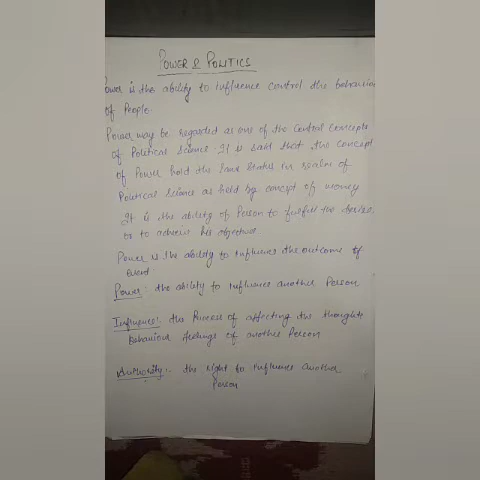 POWER & POLITICS
Power is the ability to influence control the behaviour
of People.
Power may be regarded as one of the central concepts
of Political Science. It is said that the concept
of Power hold the same status in realm of
Political Science as held by concept of money
It is the ability of Person to fulfill the desires
or to achieve his objectives
Power is the ability to influence the outcome of
event.
Power: the ability to influence another Person
Influence:. the Process of affecting the thoughts
Behaviour feelings of another Person
Authority:. the right to influence another
Person